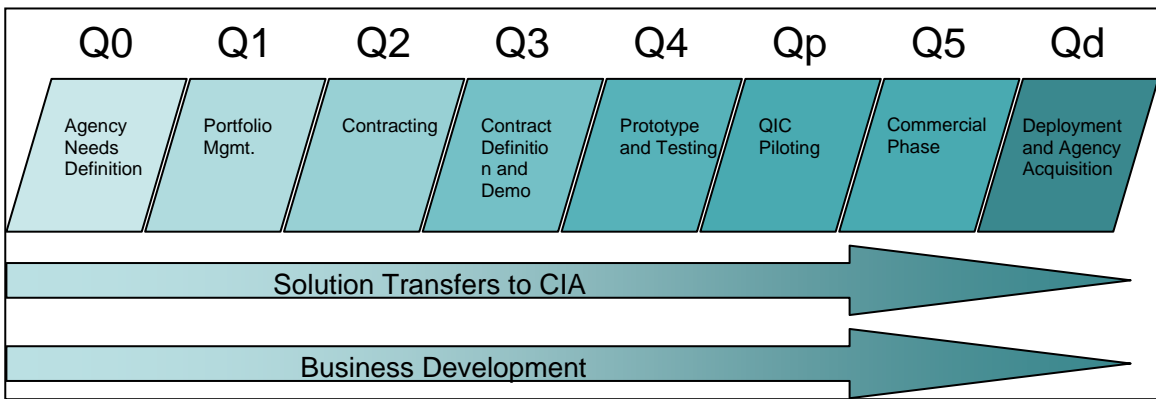 Q0 Q1 Q2 Q3 Q4 Qp Q5 Qd
Agency
Needs
Definition
Portfolio
Mgmt.
Contracting
Contract
Definitio
n and
Demo
Prototype
and Testing
QIC
Piloting
Commercial
Phase
Deployment
and Agency
Acquisition
Solution Transfers to CIA
Business Development